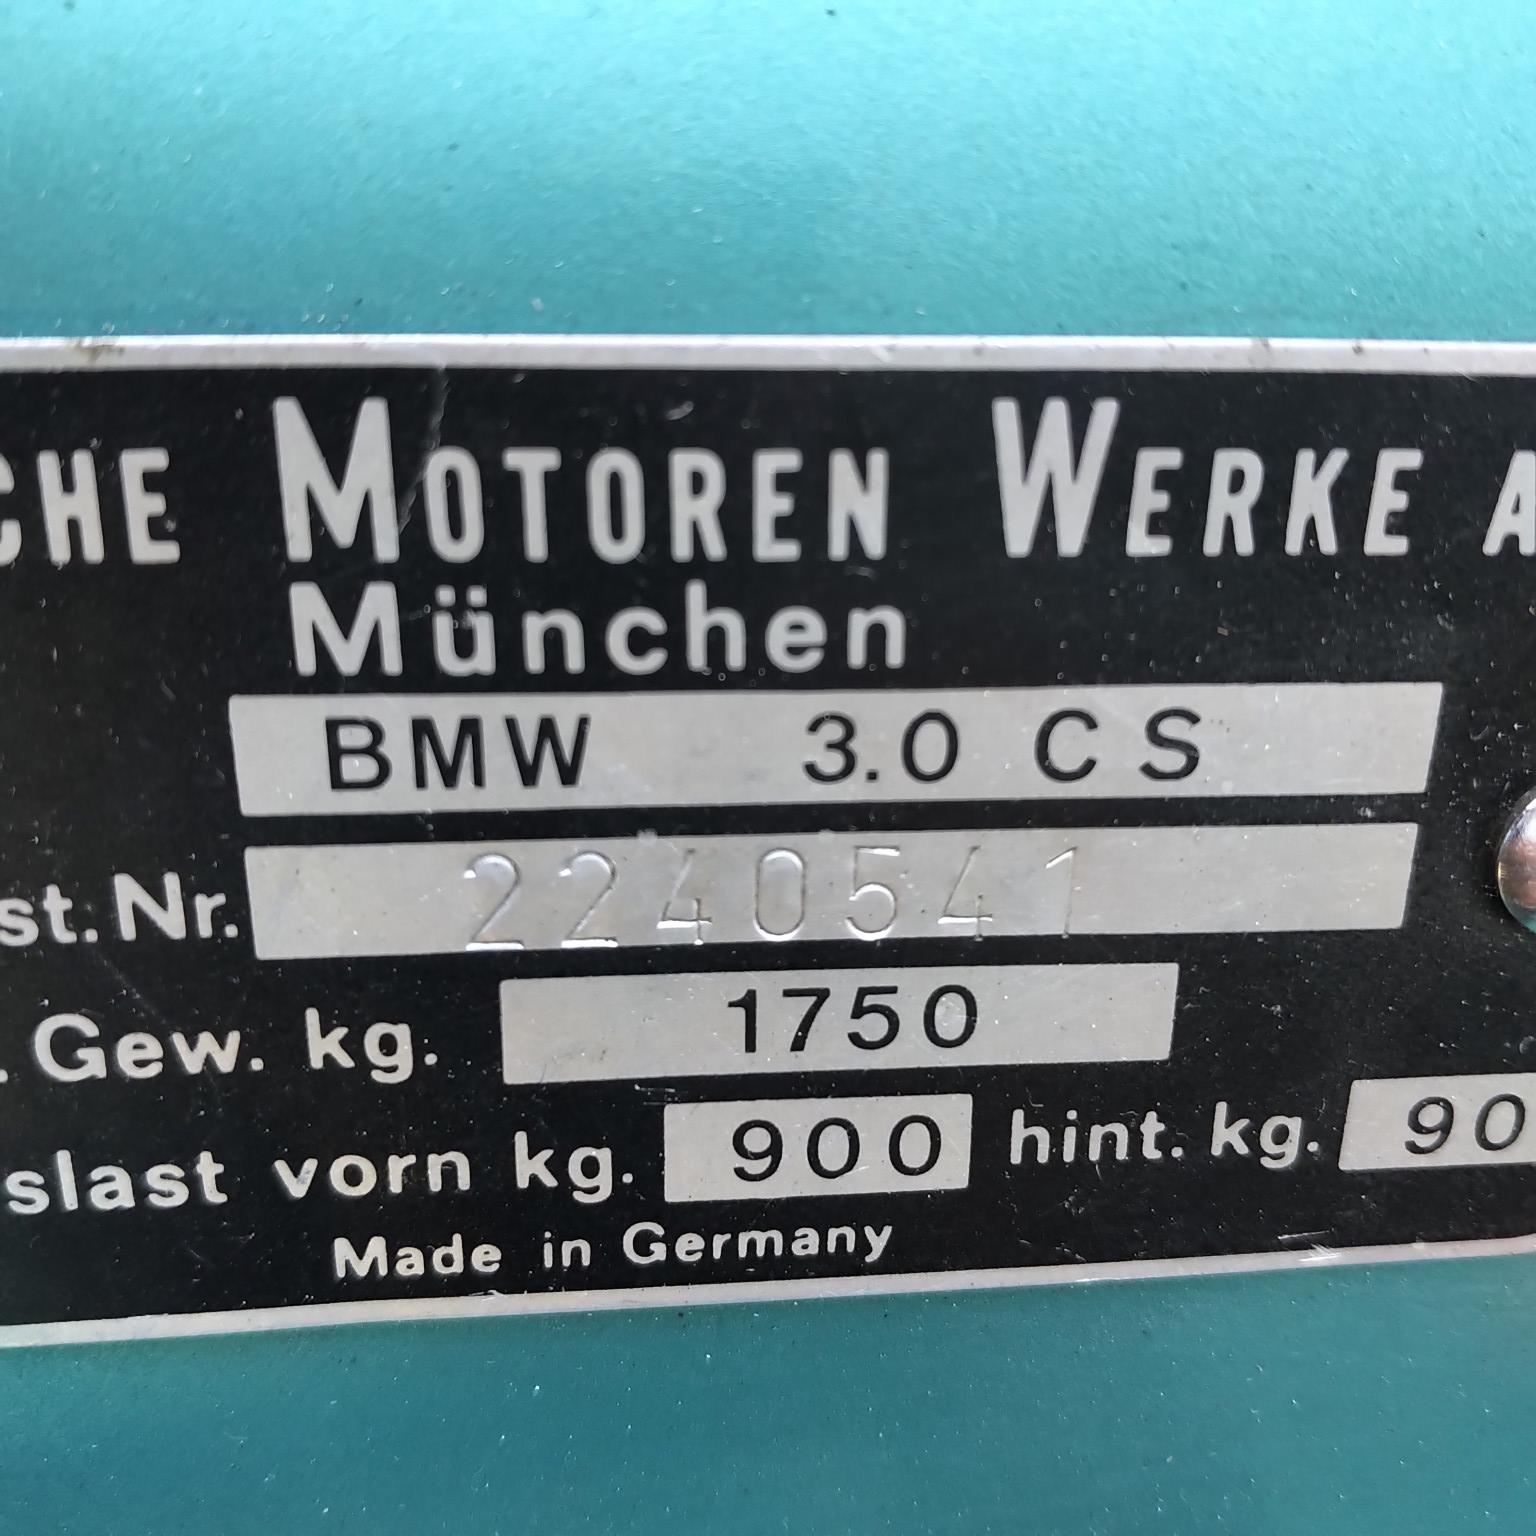 CHE MOTOREN WERKE A
München
BMW 3.0 CS
st. Nr. 2240541
. Gew. kg. 1750
slast vorn kg. 900 hint. kg. 90
Made in Germany